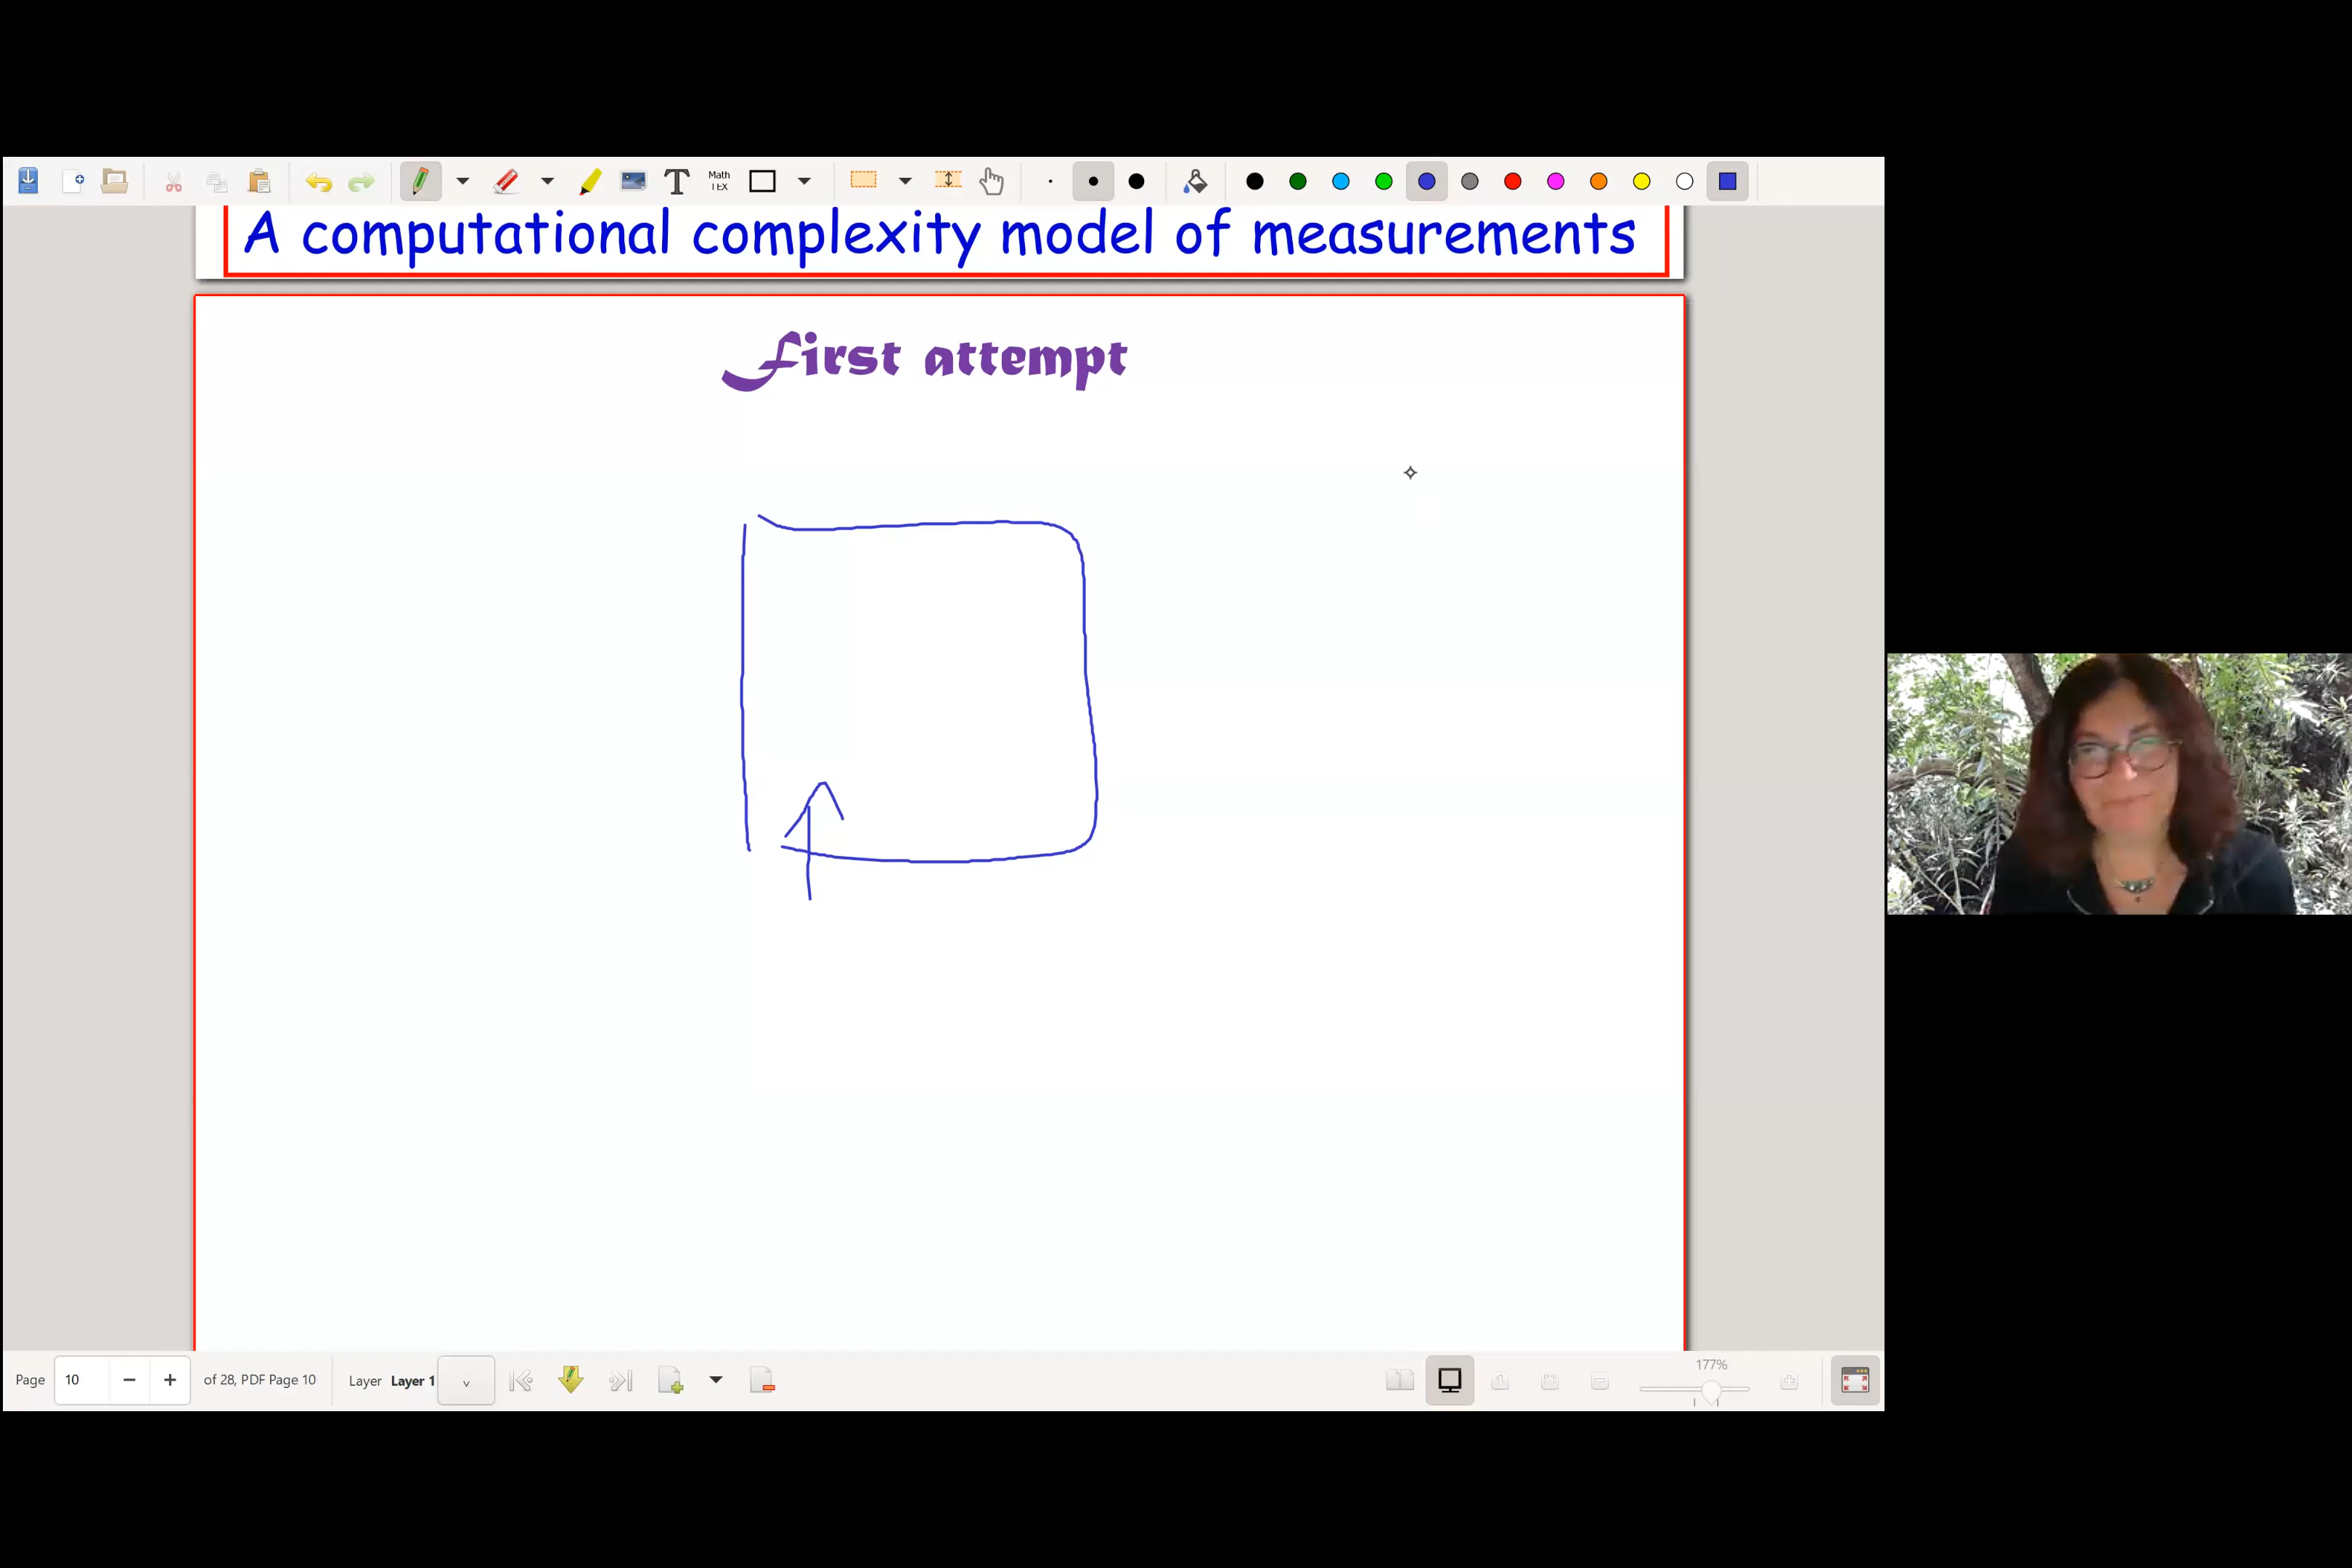 Math
TEX
A computational complexity model of measurements
First attempt
Page 10 of 28, PDF Page 10 Layer Layer 1 177%